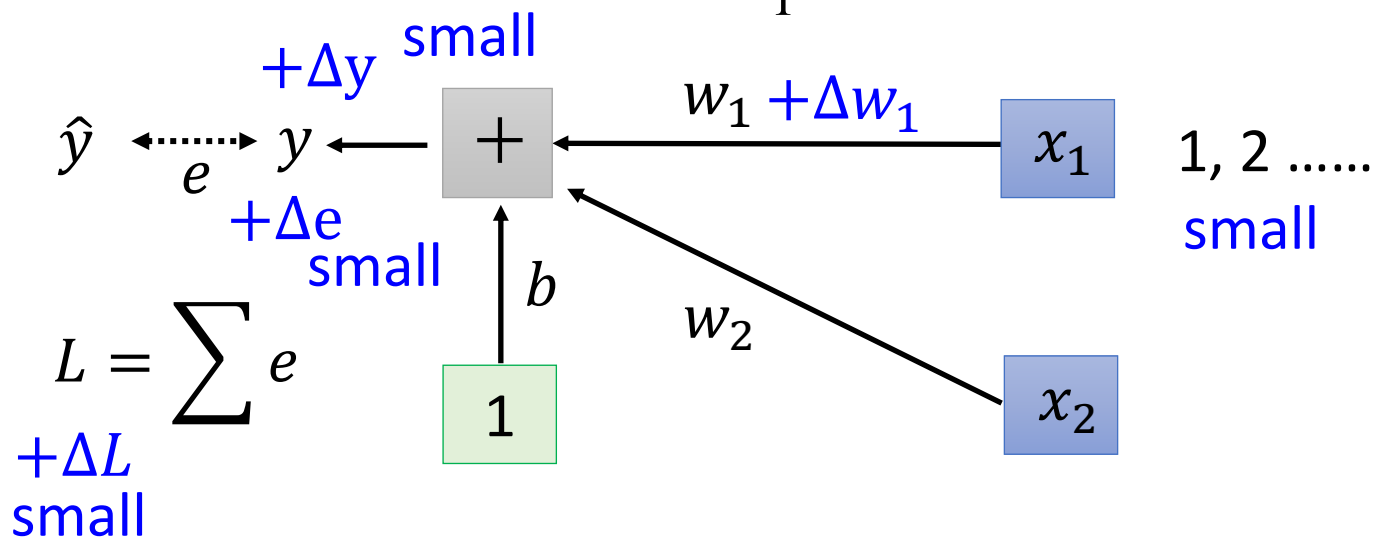 small
+Δy
w₁ +Δw₁
ŷ
e
y
+
x₁
1, 2 ……
small
+Δe
small
b
w₂
L = ∑ e
1
x₂
+ΔL
small